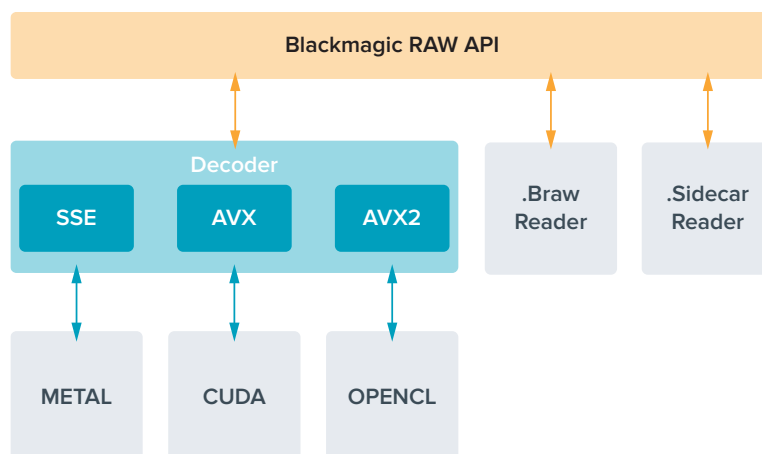 Blackmagic RAW API
Decoder
SSE
AVX
AVX2
.Braw
Reader
.Sidecar
Reader
METAL
CUDA
OPENCL